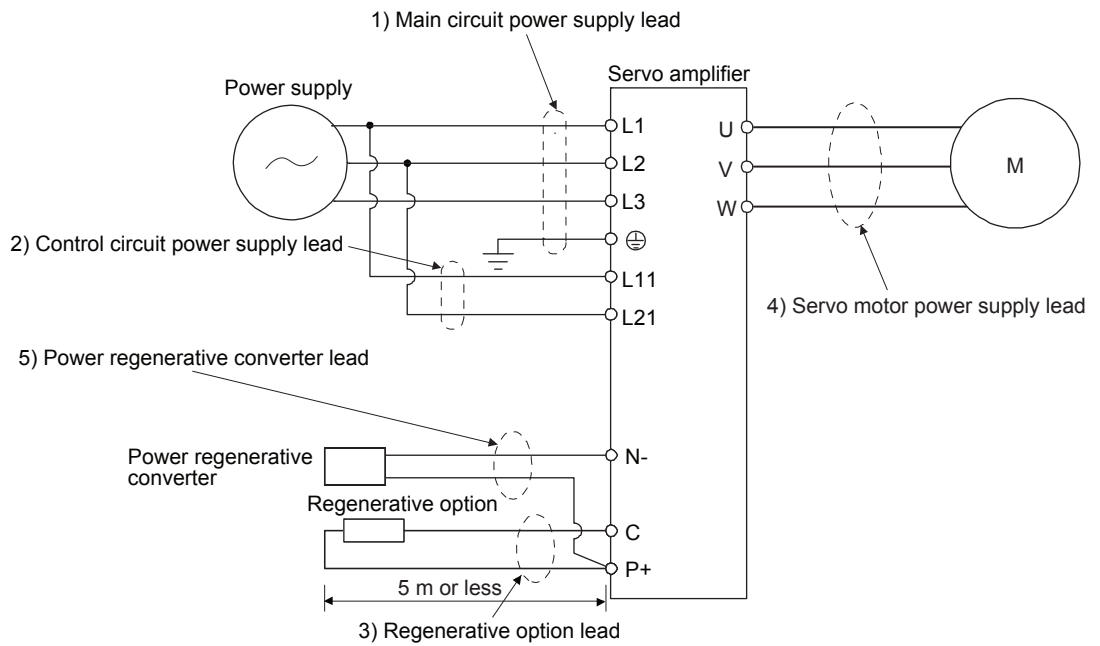 1) Main circuit power supply lead
Servo amplifier
Power supply
L1
U
L2
V
M
L3
W
2) Control circuit power supply lead
L11
L21
4) Servo motor power supply lead
5) Power regenerative converter lead
Power regenerative
converter
N-
Regenerative option
C
P+
5 m or less
3) Regenerative option lead